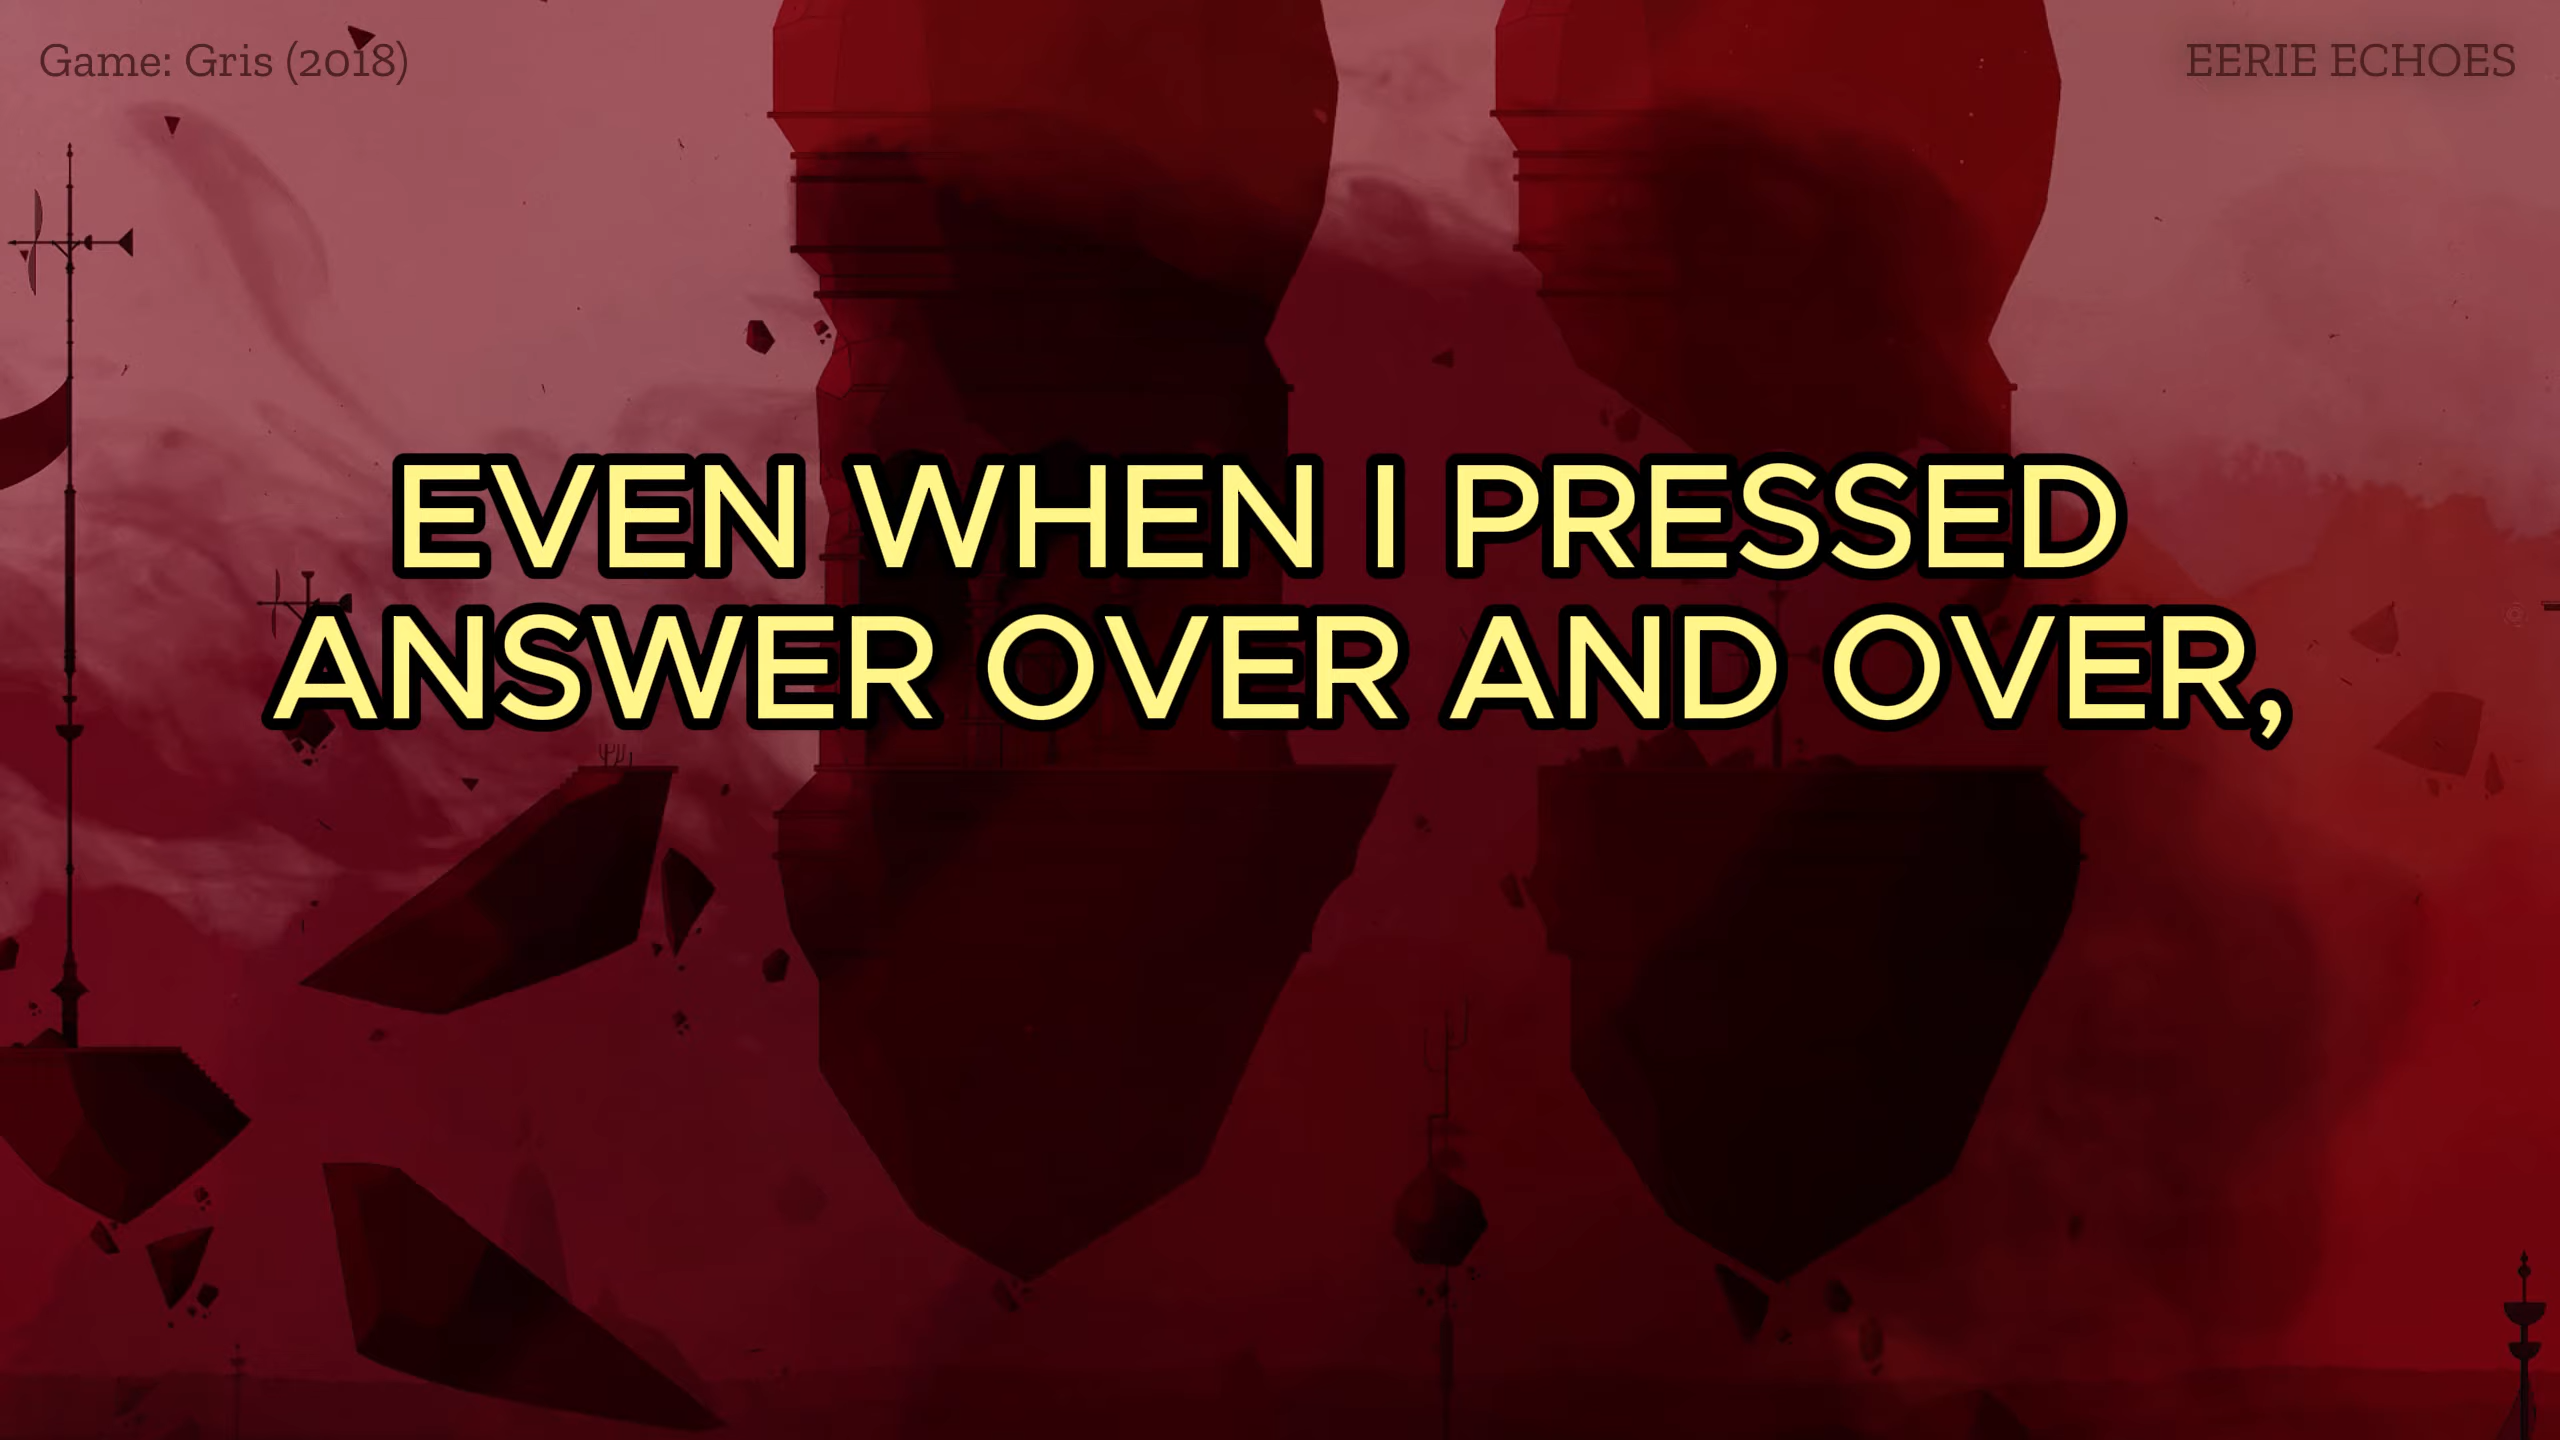 Game: Gris (2018)
EERIE ECHOES
EVEN WHEN I PRESSED
ANSWER OVER AND OVER,